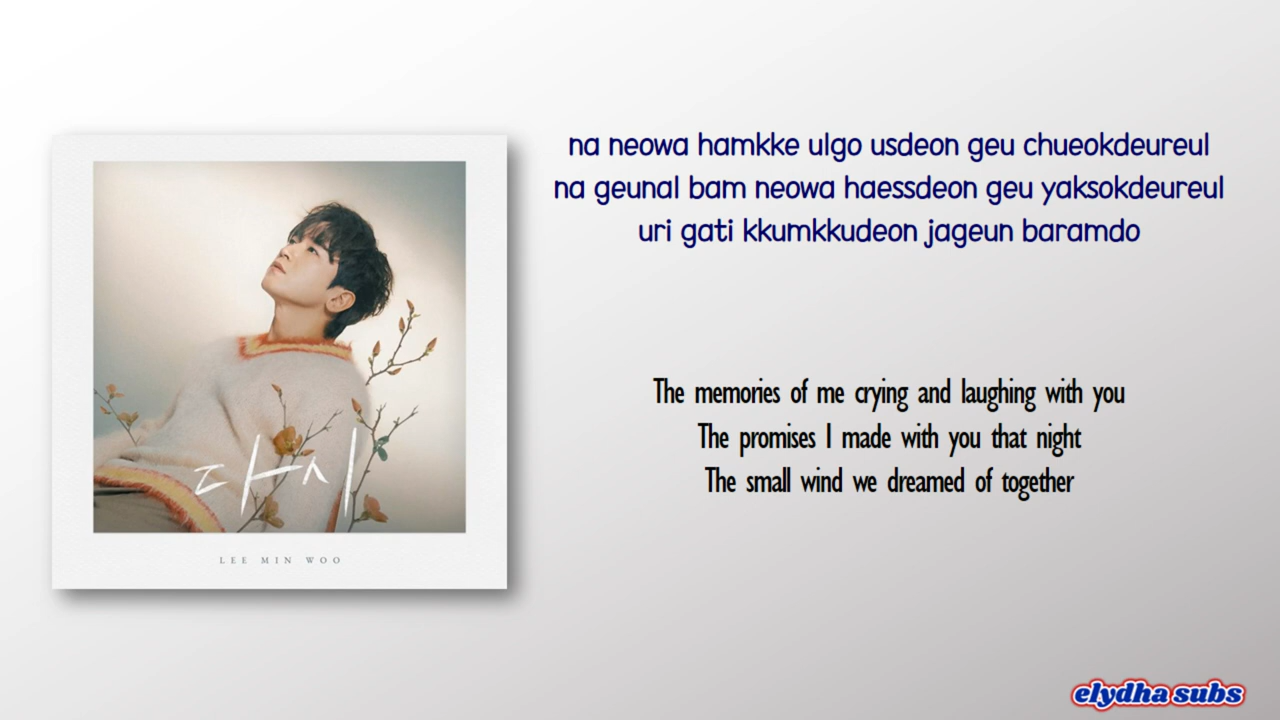 다시
LEE MIN WOO
na neowa hamkke ulgo usdeon geu chueokdeureul
na geunal bam neowa haessdeon geu yaksokdeureul
uri gati kkumkkudeon jageun baramdo
The memories of me crying and laughing with you
The promises I made with you that night
The small wind we dreamed of together
elydha subs